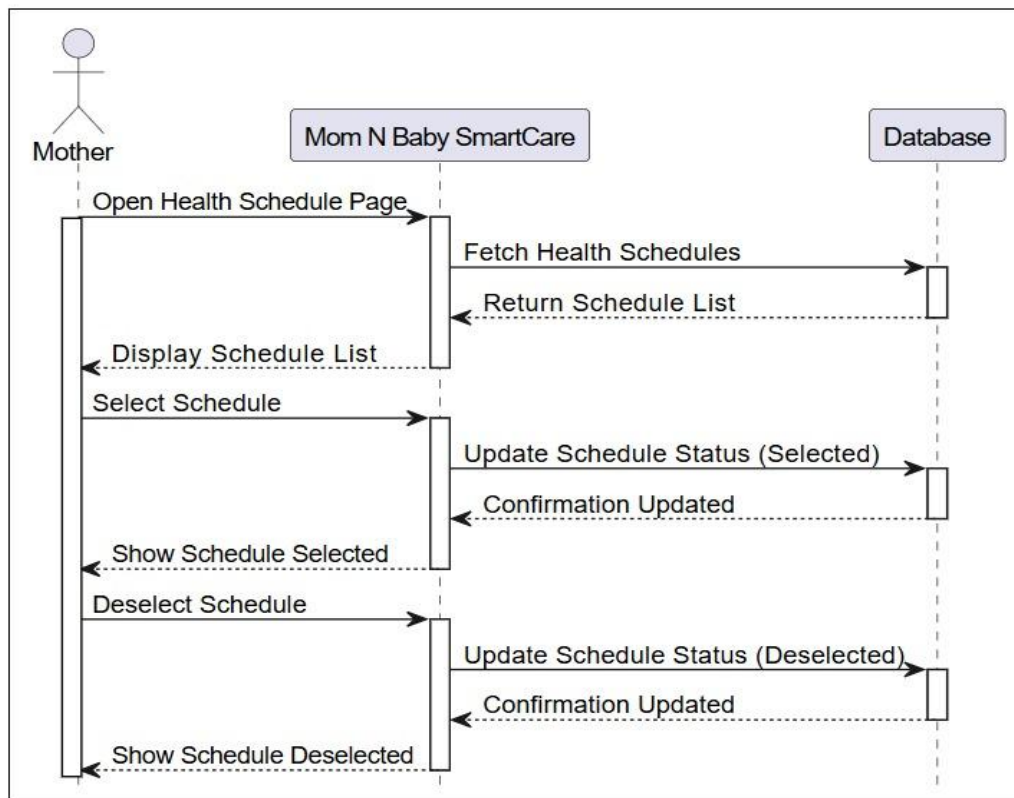 Mother
Mom N Baby SmartCare
Database
Open Health Schedule Page
Fetch Health Schedules
Return Schedule List
Display Schedule List
Select Schedule
Update Schedule Status (Selected)
Confirmation Updated
Show Schedule Selected
Deselect Schedule
Update Schedule Status (Deselected)
Confirmation Updated
Show Schedule Deselected